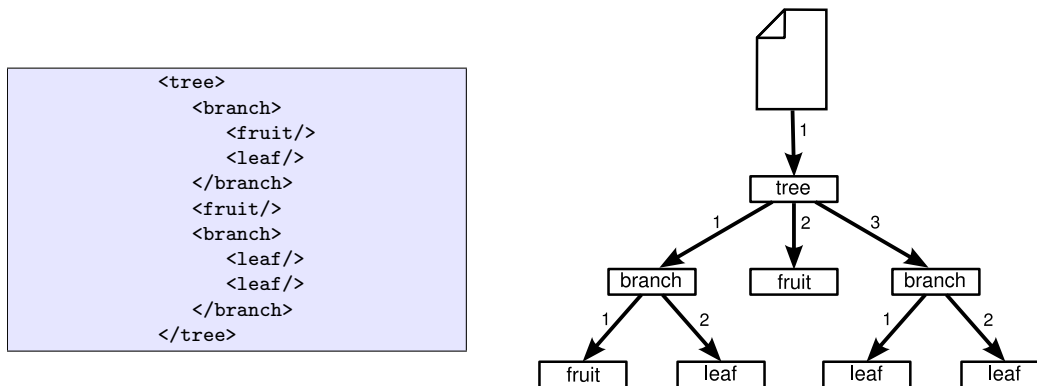 <tree>
<branch>
<fruit/>
<leaf/>
</branch>
<fruit/>
<branch>
<leaf/>
<leaf/>
</branch>
</tree>
1
tree
1 2 3
branch fruit branch
1 2 1 2
fruit leaf leaf leaf